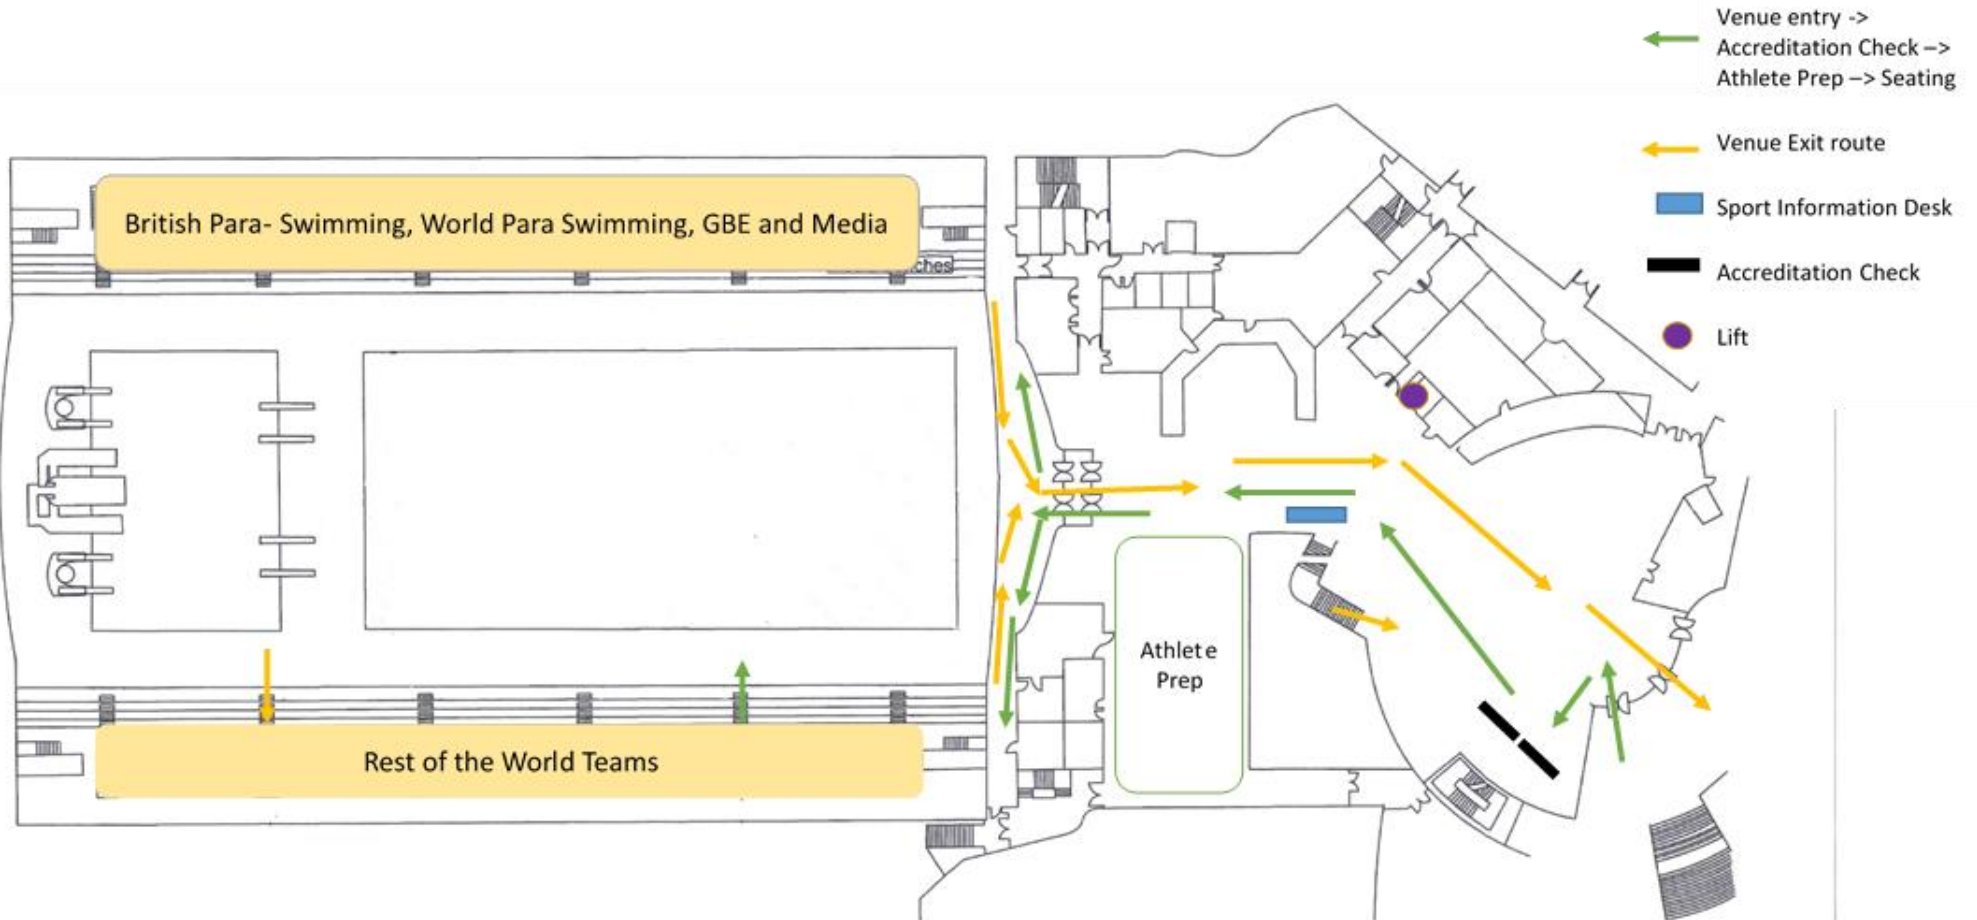 Venue entry ->
Accreditation Check –>
Athlete Prep –> Seating
Venue Exit route
Sport Information Desk
Accreditation Check
Lift
British Para- Swimming, World Para Swimming, GBE and Media
Athlete
Prep
Rest of the World Teams